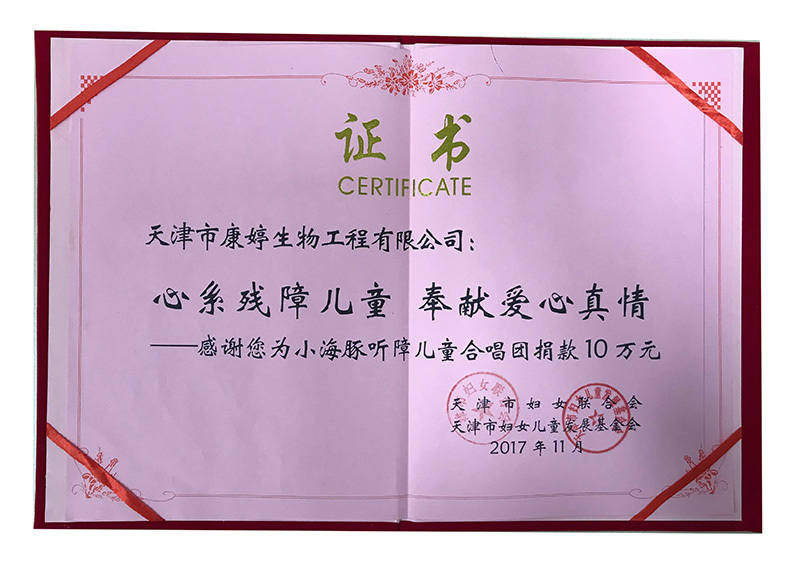 证书
CERTIFICATE
天津市康婷生物工程有限公司：
心系残障儿童 奉献爱心真情
——感谢您为小海豚听障儿童合唱团捐款10万元
天津市妇女联合会
天津市妇女儿童发展基金会
2017年11月